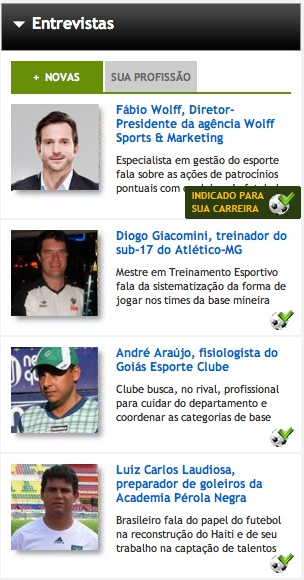 Entrevistas
+ NOVAS
SUA PROFISSÃO
Fábio Wolff, Diretor-
Presidente da agência Wolff
Sports & Marketing
Especialista em gestão do esporte
fala sobre as ações de patrocínios
pontuais com
INDICADO PARA
SUA CARREIRA
Diogo Giacomini, treinador do
sub-17 do Atlético-MG
Mestre em Treinamento Esportivo
fala da sistematização da forma de
jogar nos times da base mineira
André Araújo, fisiologista do
Goiás Esporte Clube
Clube busca, no rival, profissional
para cuidar do departamento e
coordenar as categorias de base
Luiz Carlos Laudiosa,
preparador de goleiros da
Academia Pérola Negra
Brasileiro fala do papel do futebol
na reconstrução do Haiti e de seu
trabalho na captação de talentos